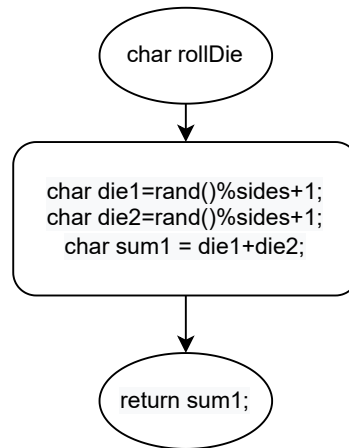 char rollDie
char die1=rand()%sides+1;
char die2=rand()%sides+1;
char sum1 = die1+die2;
return sum1;